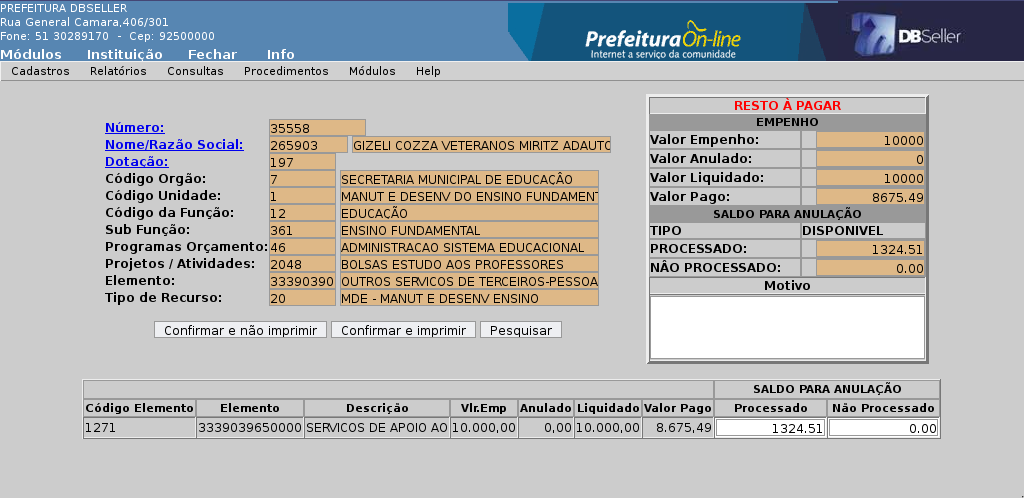 PREFEITURA DBSELLER
Rua General Camara,406/301
Fone: 51 30289170 - Cep: 92500000
PrefeituraOn-line
Internet a serviço da comunidade
DBSeller
Módulos Instituição Fechar Info
Cadastros Relatórios Consultas Procedimentos Módulos Help
Número: 35558
Nome/Razão Social: 265903 GIZELI COZZA VETERANOS MIRITZ ADAUTO
Dotação: 197
Código Orgão: 7 SECRETARIA MUNICIPAL DE EDUCAÇÃO
Código Unidade: 1 MANUT E DESENV DO ENSINO FUNDAMENT
Código da Função: 12 EDUCAÇÃO
Sub Função: 361 ENSINO FUNDAMENTAL
Programas Orçamento: 46 ADMINISTRACAO SISTEMA EDUCACIONAL
Projetos / Atividades: 2048 BOLSAS ESTUDO AOS PROFESSORES
Elemento: 33390390 OUTROS SERVICOS DE TERCEIROS-PESSOA
Tipo de Recurso: 20 MDE - MANUT E DESENV ENSINO
Confirmar e não imprimir Confirmar e imprimir Pesquisar
RESTO À PAGAR
EMPENHO
Valor Empenho: 10000
Valor Anulado: 0
Valor Liquidado: 10000
Valor Pago: 8675.49
SALDO PARA ANULAÇÃO
TIPO DISPONIVEL
PROCESSADO: 1324.51
NÃO PROCESSADO: 0.00
Motivo
SALDO PARA ANULAÇÃO
Código Elemento Elemento Descrição Vlr.Emp Anulado Liquidado Valor Pago Processado Não Processado
1271 3339039650000 SERVICOS DE APOIO AO 10.000,00 0,00 10.000,00 8.675,49 1324.51 0.00